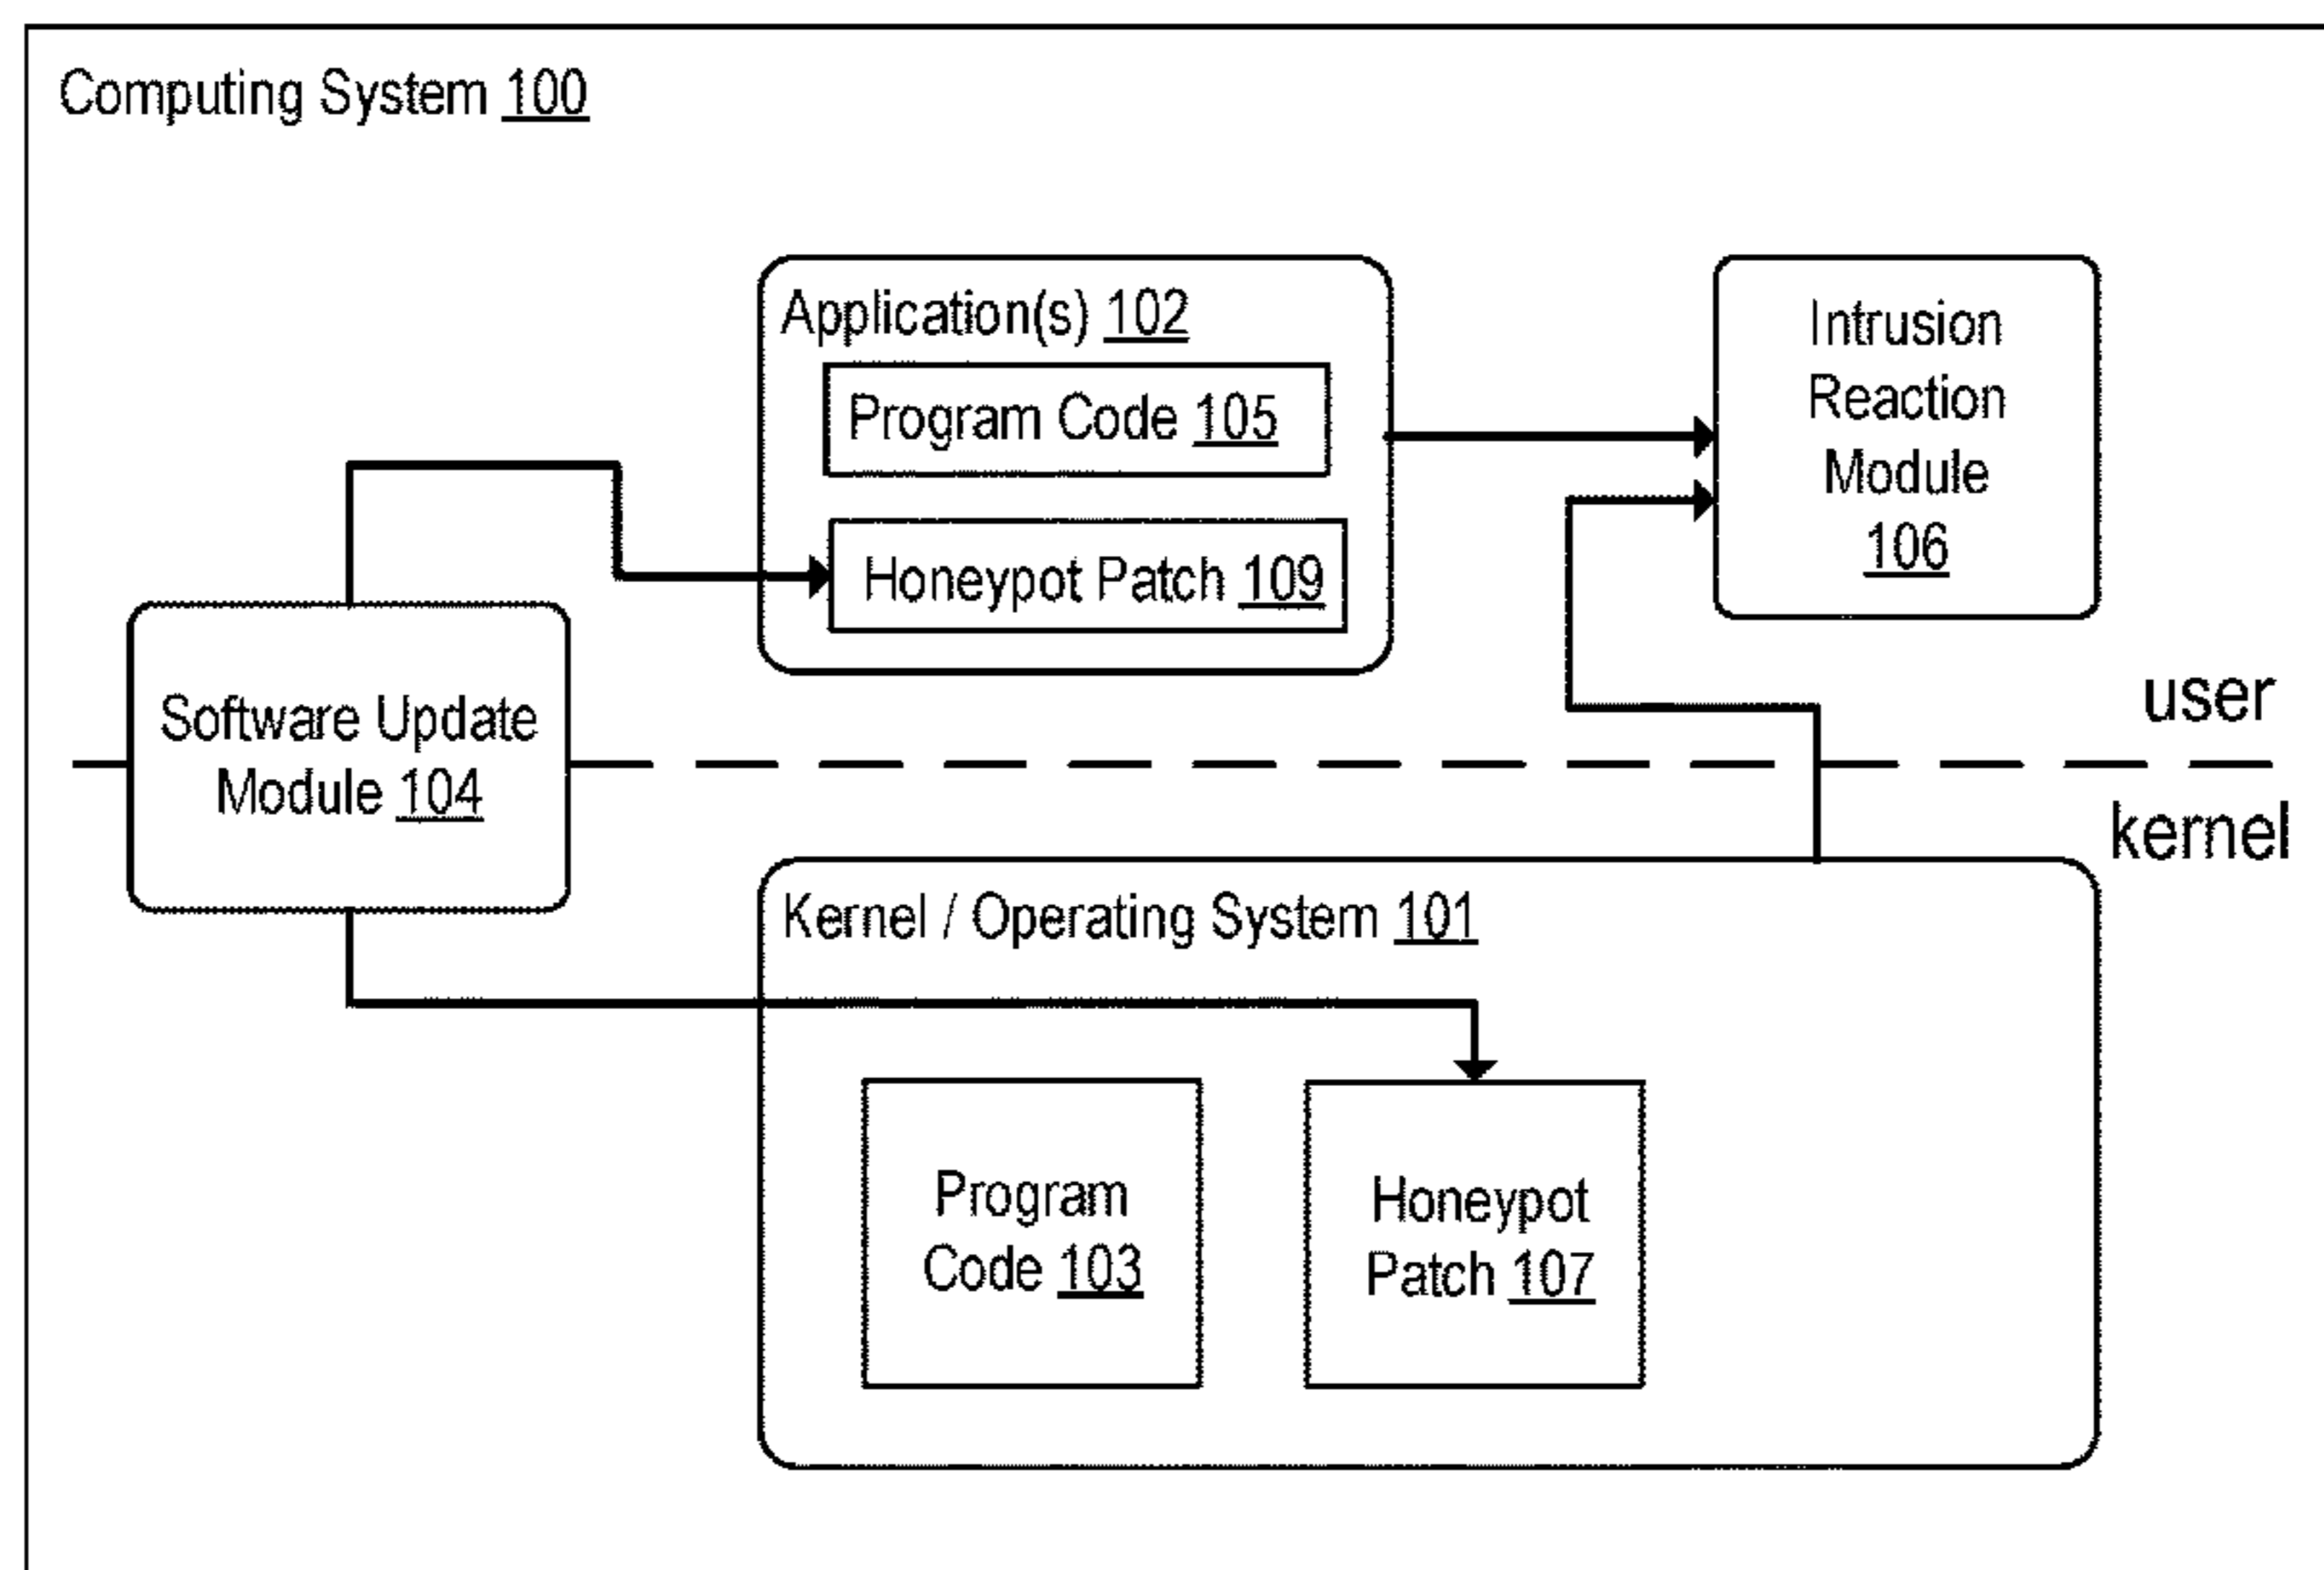 Computing System 100
Application(s) 102
Program Code 105
Honeypot Patch 109
Intrusion
Reaction
Module
106
Software Update
Module 104
user
kernel
Kernel / Operating System 101
Program
Code 103
Honeypot
Patch 107